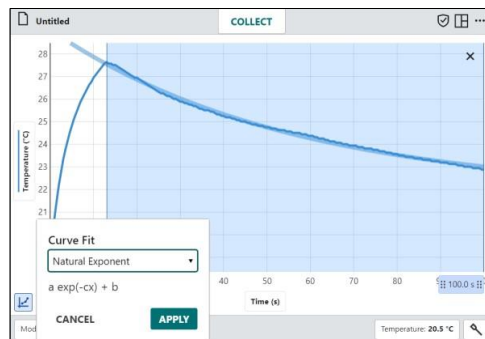 Untitled
COLLECT
28
27
26
25
24
23
22
21
Temperature (°C)
Curve Fit
Natural Exponent
a exp(-cx) + b
CANCEL
APPLY
40 50 60 70 80
100.0 s
Time (s)
Temperature: 20.5 °C